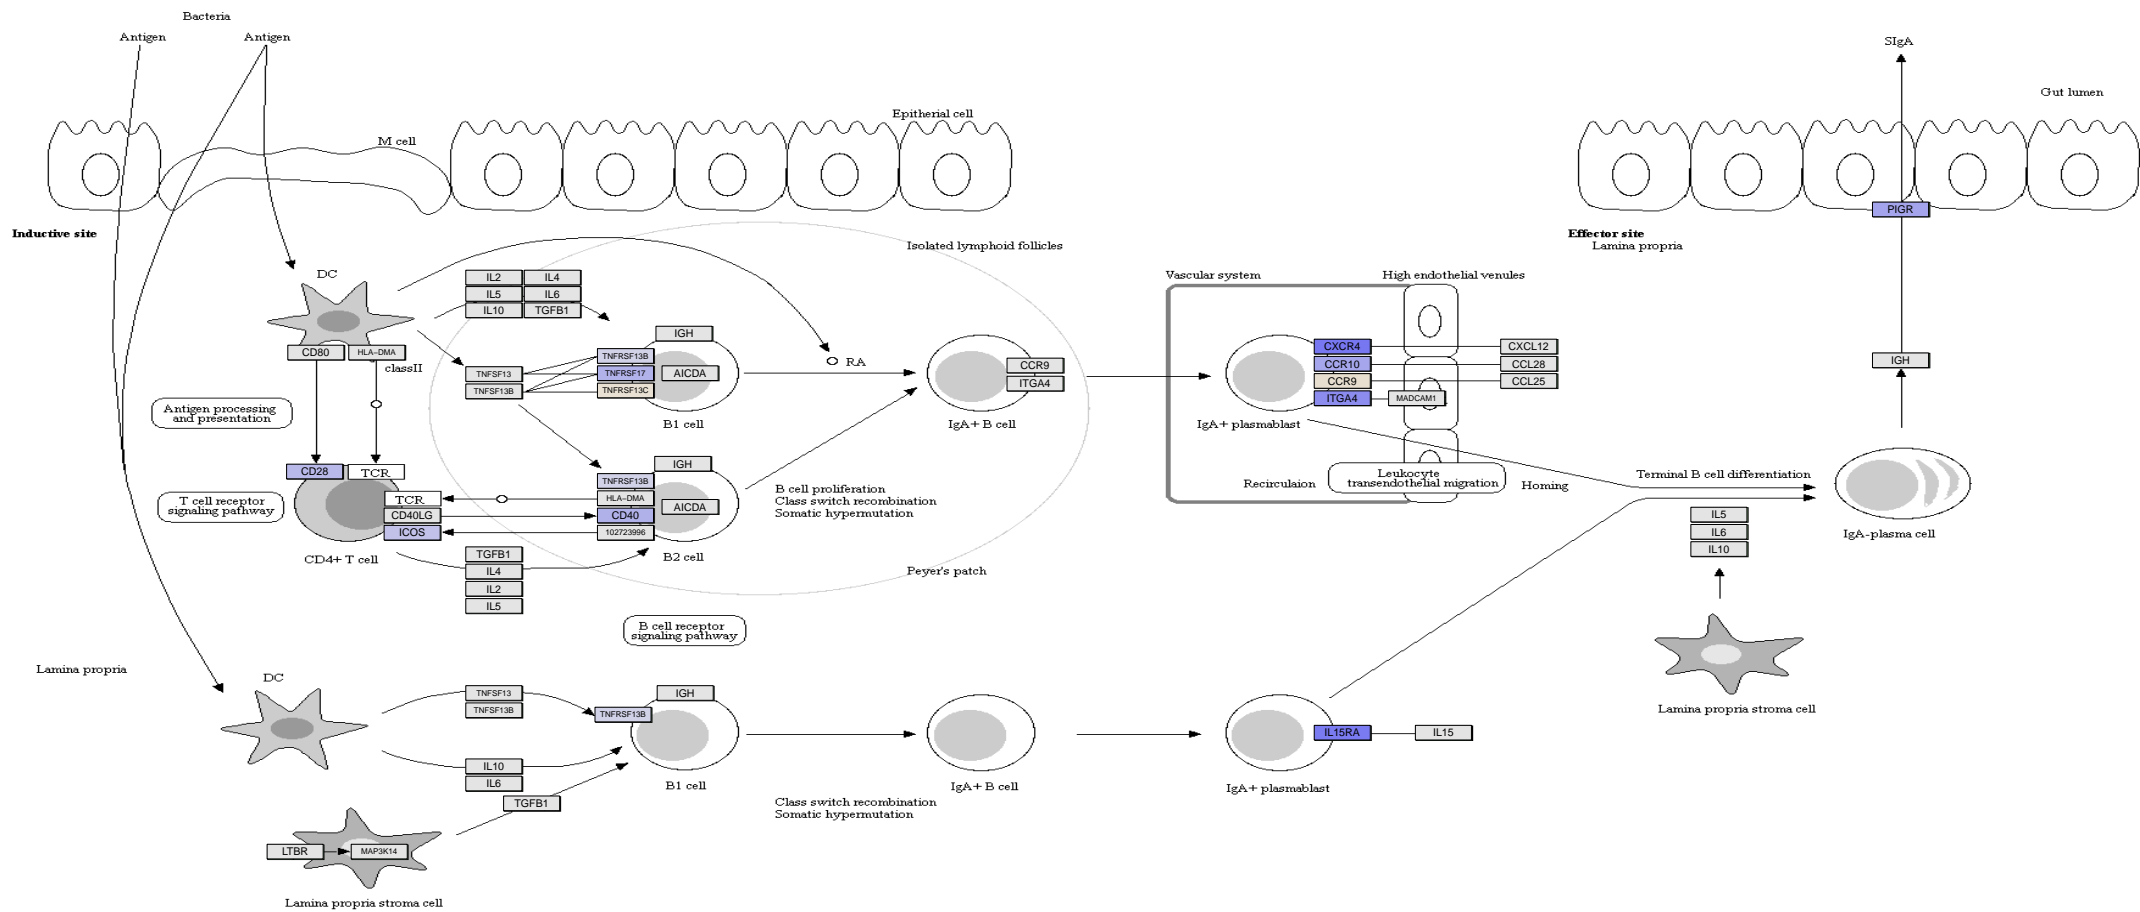 Bacteria
Antigen
Antigen
SIgA
Gut lumen
Epitherial cell
M cell
PIGR
Inductive site
Effector site
Lamina propria
Isolated lymphoid follicles
DC
Vascular system
High endothelial venules
IL2
IL4
IL5
IL6
IL10
TGFB1
IGH
CD80
HLA-DMA
classII
TNFRSF13B
TNFRSF17
TNFRSF13C
AICDA
TNFSF13
TNFSF13B
B1 cell
RA
CCR9
ITGA4
IgA+ B cell
CXCR4
CCR10
CCR9
ITGA4
MADCAM1
CXCL12
CCL28
CCL25
IgA+ plasmablast
IGH
Antigen processing
and presentation
CD28
TCR
T cell receptor
signaling pathway
TCR
CD40LG
ICOS
CD4+ T cell
IGH
TNFRSF13B
HLA-DMA
CD40
102723996
AICDA
B2 cell
B cell proliferation
Class switch recombination
Somatic hypermutation
TGFB1
IL4
IL2
IL5
Peyer's patch
Recirculaion
Leukocyte
transendothelial migration
Homing
Terminal B cell differentiation
IL5
IL6
IL10
IgA-plasma cell
B cell receptor
signaling pathway
Lamina propria
DC
TNFSF13
TNFSF13B
IGH
TNFRSF13B
IL10
IL6
TGFB1
B1 cell
IgA+ B cell
Class switch recombination
Somatic hypermutation
IL15RA
IL15
IgA+ plasmablast
Lamina propria stroma cell
LTBR
MAP3K14
Lamina propria stroma cell